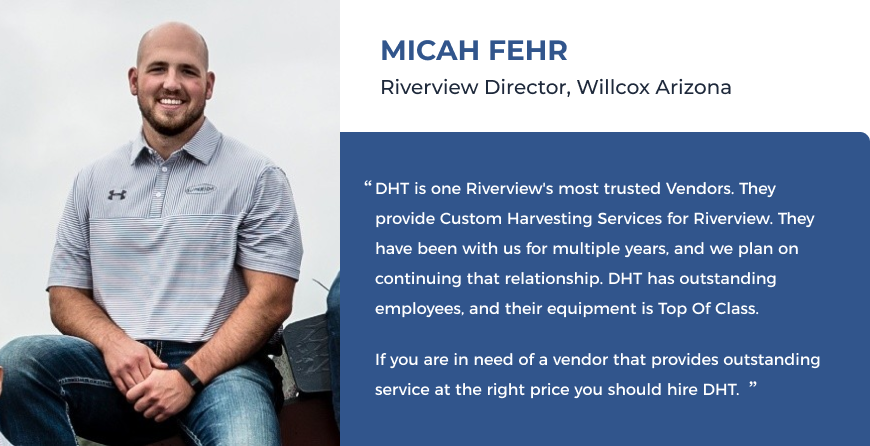 MICAH FEHR
Riverview Director, Willcox Arizona
“ DHT is one Riverview's most trusted Vendors. They
provide Custom Harvesting Services for Riverview. They
have been with us for multiple years, and we plan on
continuing that relationship. DHT has outstanding
employees, and their equipment is Top Of Class.
If you are in need of a vendor that provides outstanding
service at the right price you should hire DHT. ”